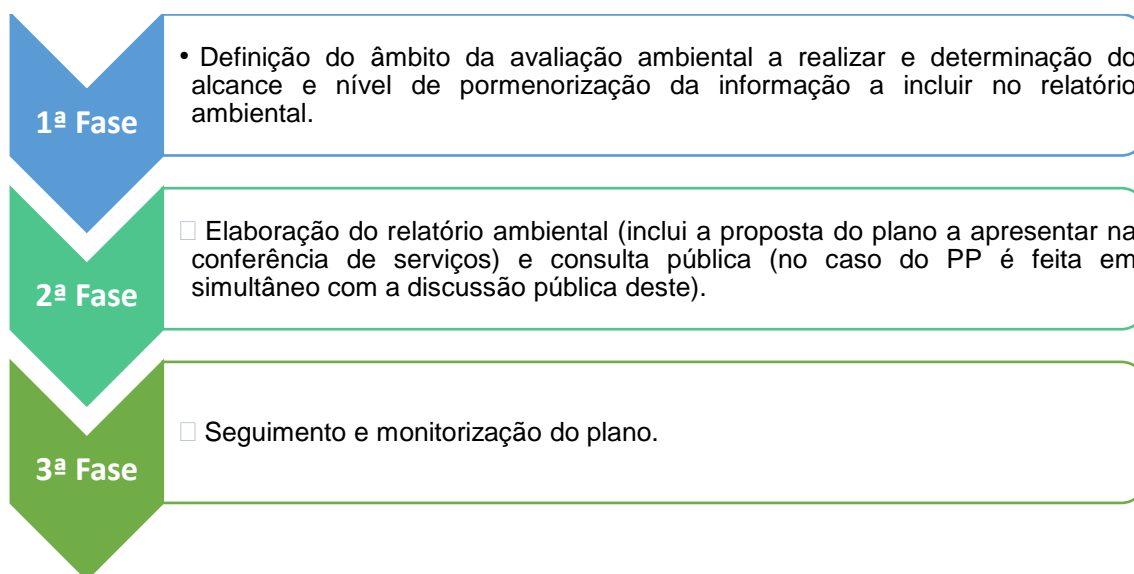 1ª Fase
• Definição do âmbito da avaliação ambiental a realizar e determinação do
alcance e nível de pormenorização da informação a incluir no relatório
ambiental.
2ª Fase
□ Elaboração do relatório ambiental (inclui a proposta do plano a apresentar na
conferência de serviços) e consulta pública (no caso do PP é feita em
simultâneo com a discussão pública deste).
3ª Fase
□ Seguimento e monitorização do plano.